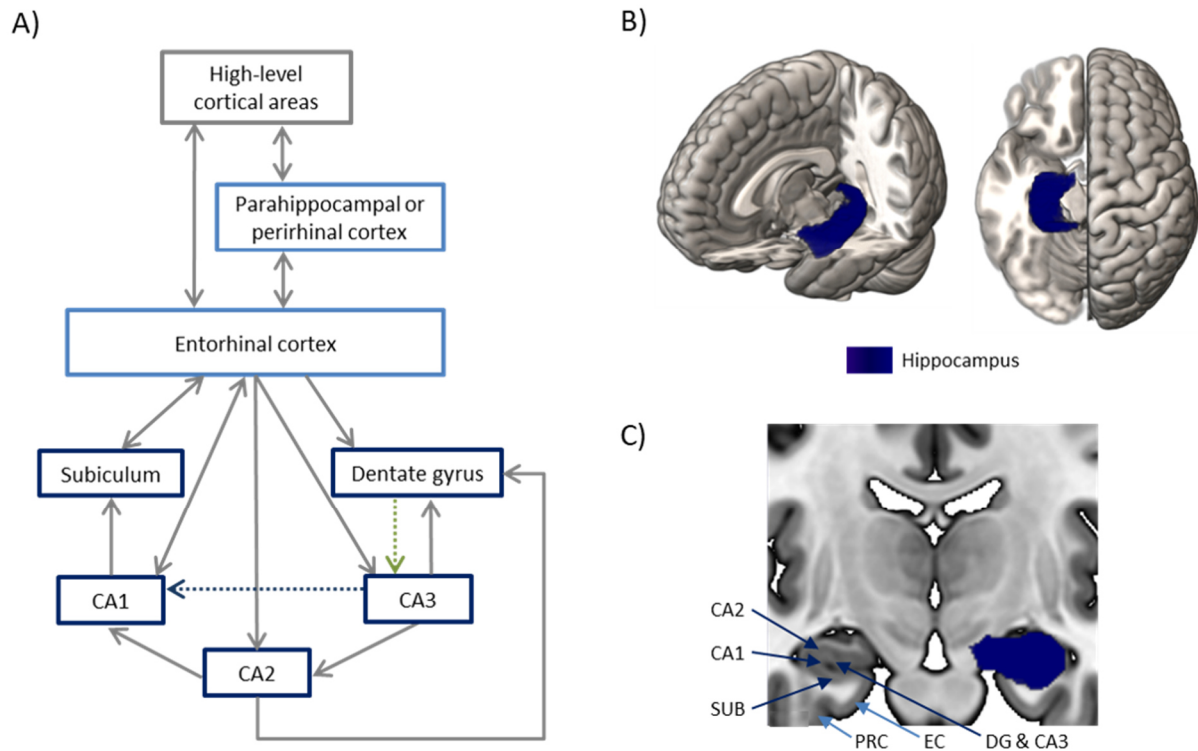 A)
High-level
cortical areas
Parahippocampal or
perirhinal cortex
Entorhinal cortex
Subiculum
Dentate gyrus
CA1
CA3
CA2
B)
Hippocampus
C)
CA2
CA1
SUB
PRC
EC
DG & CA3